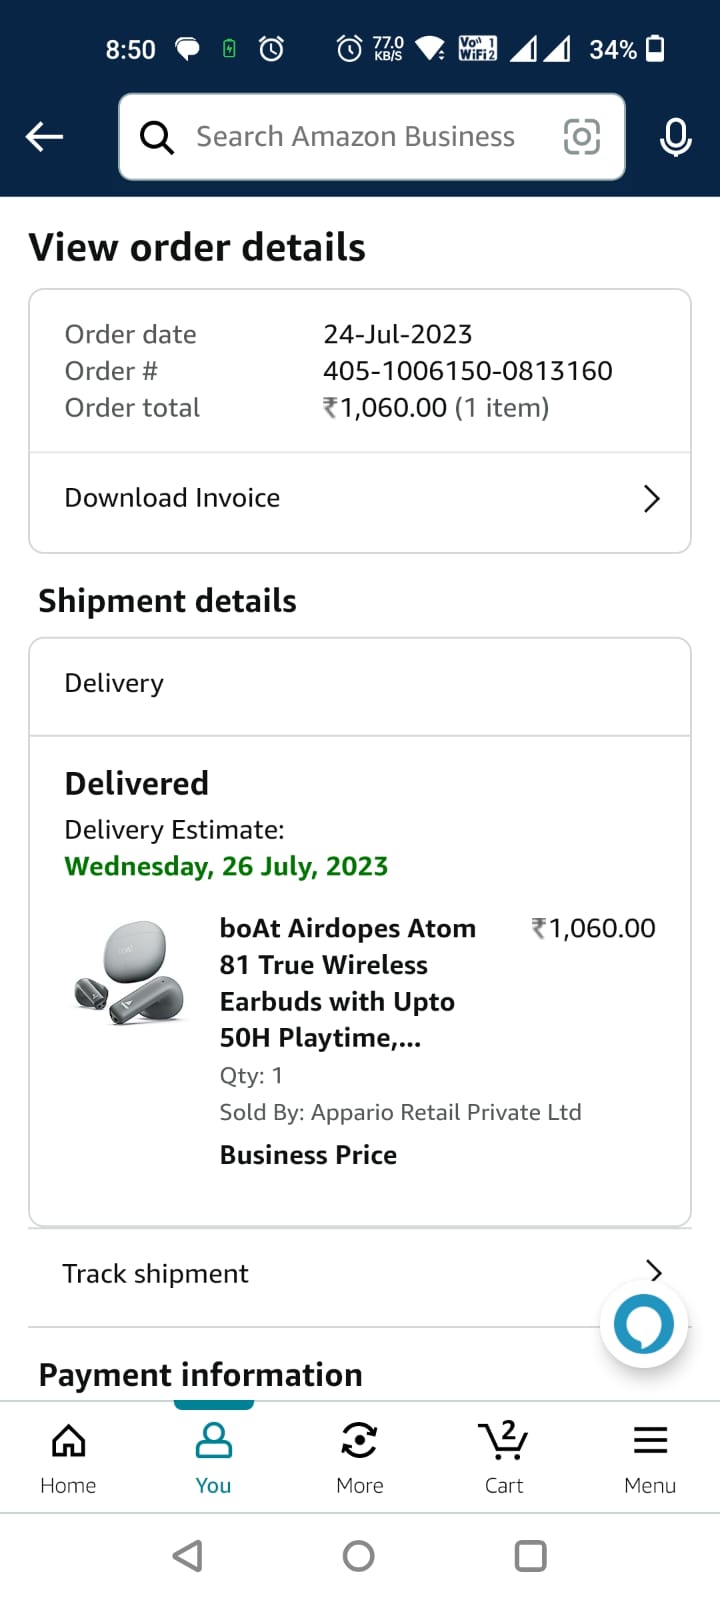 8:50 77.0 KB/S Vo 1 WiFi2 34%
Search Amazon Business
View order details
Order date 24-Jul-2023
Order # 405-1006150-0813160
Order total ₹1,060.00 (1 item)
Download Invoice
Shipment details
Delivery
Delivered
Delivery Estimate:
Wednesday, 26 July, 2023
boAt Airdopes Atom ₹1,060.00
81 True Wireless
Earbuds with Upto
50H Playtime,...
Qty: 1
Sold By: Appario Retail Private Ltd
Business Price
Track shipment
Payment information
2
Home You More Cart Menu